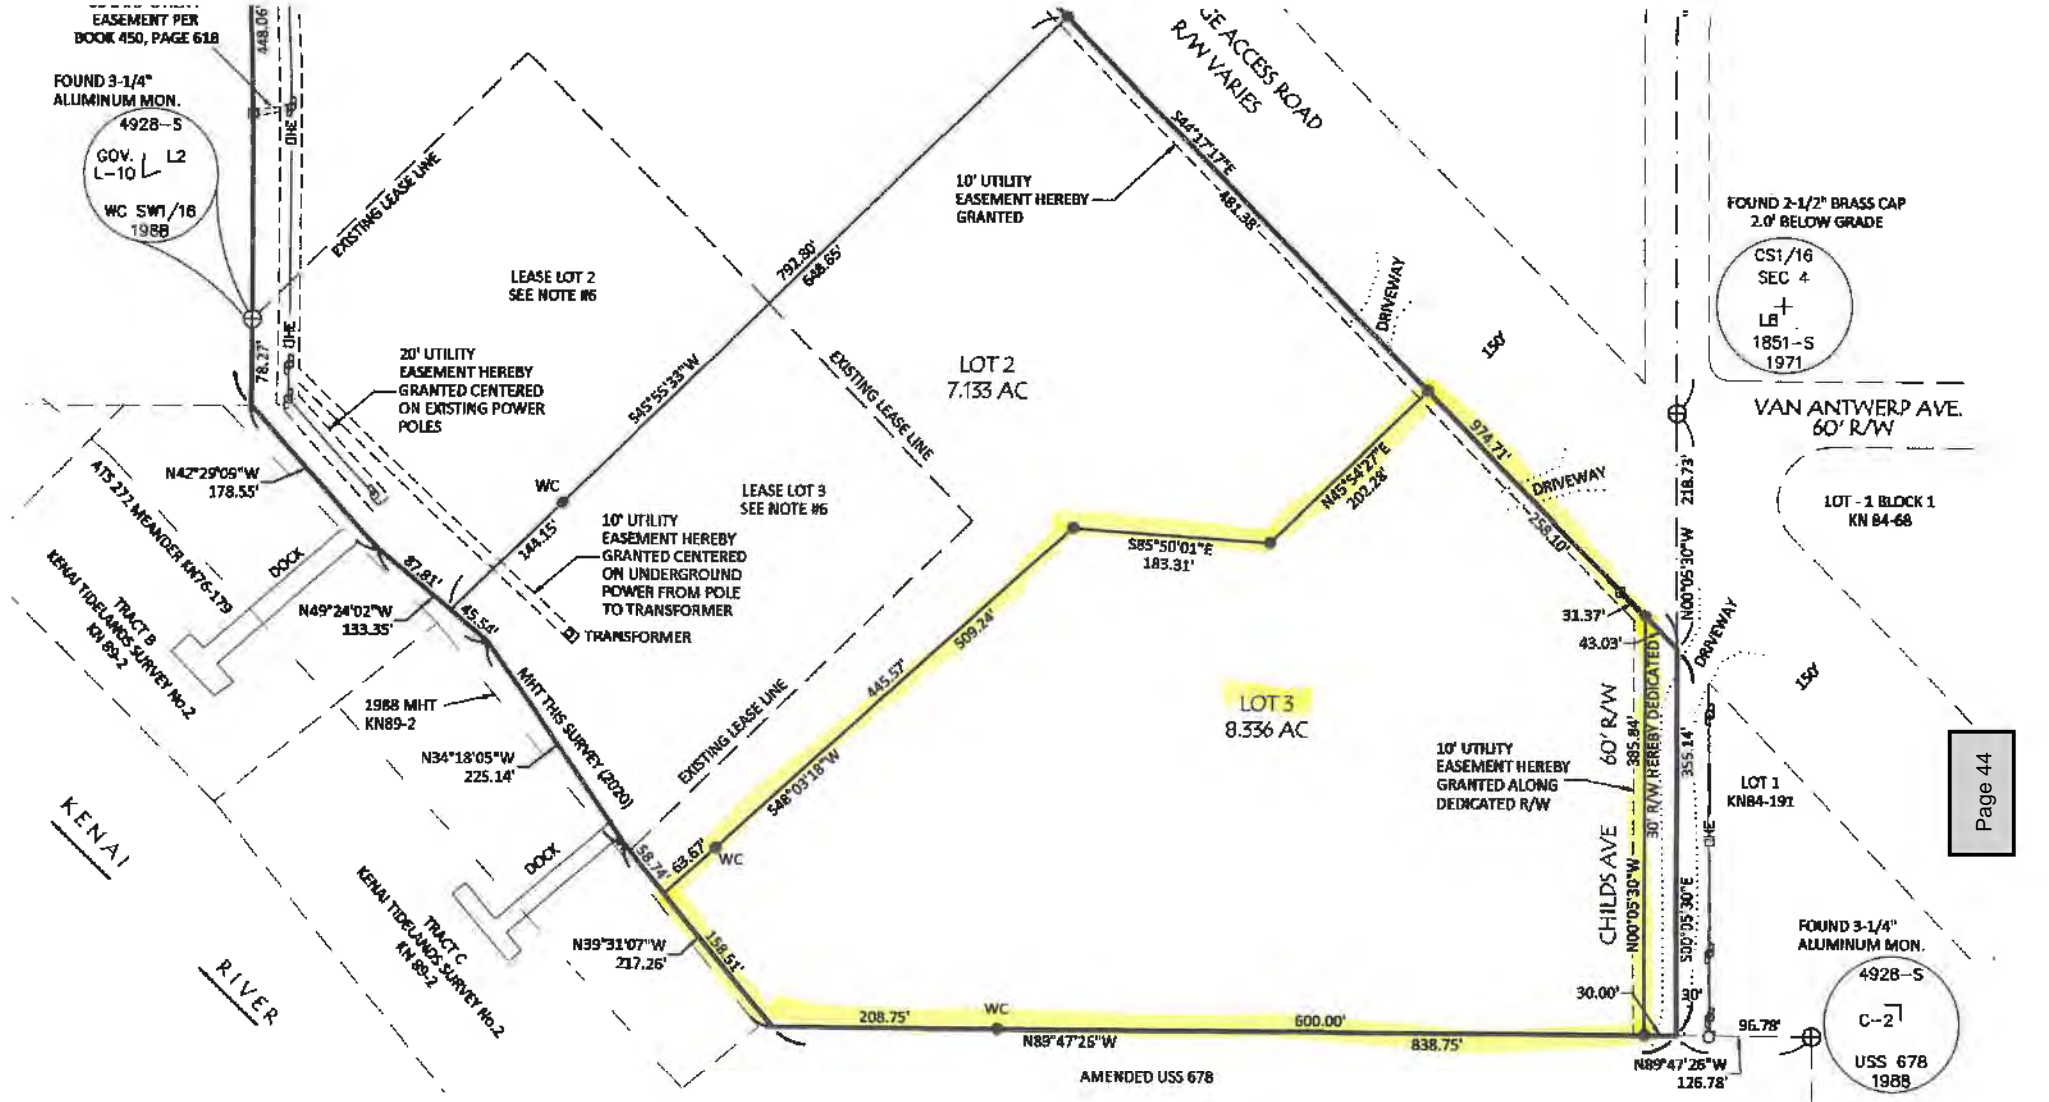 EASEMENT PER
BOOK 450, PAGE 618
448.06'
FOUND 3-1/4"
ALUMINUM MON.
4928-S
GOV. L2
L-10
WC SW1/16
1988
OHE
OHE
78.27'
EXISTING LEASE LINE
LEASE LOT 2
SEE NOTE #6
792.80'
648.65'
S45°55'33"W
10' UTILITY
EASEMENT HEREBY
GRANTED
GE ACCESS ROAD
R/W VARIES
S44°17'17"E
481.38'
DRIVEWAY
150'
FOUND 2-1/2" BRASS CAP
2.0' BELOW GRADE
CS1/16
SEC 4
L8
1851-S
1971
VAN ANTWERP AVE.
60' R/W
LOT - 1 BLOCK 1
KN 84-68
20' UTILITY
EASEMENT HEREBY
GRANTED CENTERED
ON EXISTING POWER
POLES
LOT 2
7.133 AC
EXISTING LEASE LINE
LEASE LOT 3
SEE NOTE #6
WC
144.15'
10' UTILITY
EASEMENT HEREBY
GRANTED CENTERED
ON UNDERGROUND
POWER FROM POLE
TO TRANSFORMER
TRANSFORMER
N42°29'09"W
178.55'
ATS 272 MEANDER KN76-179
DOCK
TRACT B
KENAI TIDELANDS SURVEY No.2
KN 89-2
87.81'
N49°24'02"W
133.35'
45.54'
1988 MHT
KN89-2
MHT THIS SURVEY (2020)
N34°18'05"W
225.14'
EXISTING LEASE LINE
974.71'
N45°54'27"E
202.28'
DRIVEWAY
258.10'
S85°50'01"E
183.31'
218.73'
N00°05'30"W
31.37'
43.03'
DRIVEWAY
150'
509.24'
445.57'
S48°03'18"W
63.67'
WC
LOT 3
8.336 AC
10' UTILITY
EASEMENT HEREBY
GRANTED ALONG
DEDICATED R/W
CHILDS AVE 60' R/W
385.84'
N00°05'30"W
30' R/W HEREBY DEDICATED
355.14'
S00°05'30"E
LOT 1
KN84-191
OHE
Page 44
KENAI
RIVER
DOCK
TRACT C
KENAI TIDELANDS SURVEY No.2
KN 89-2
58.74'
N39°31'07"W
217.26'
158.51'
208.75'
WC
600.00'
N89°47'26"W
838.75'
AMENDED USS 678
30.00'
30'
96.78'
N89°47'26"W
126.78'
FOUND 3-1/4"
ALUMINUM MON.
4928-S
C-2
USS 678
1988